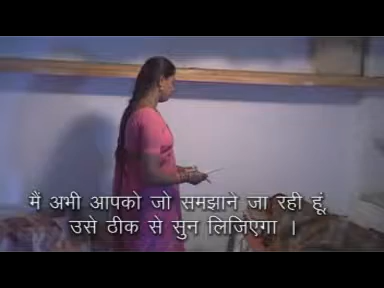 मैं अभी आपको जो समझाने जा रही हूं,
उसे ठीक से सुन लिजिएगा ।